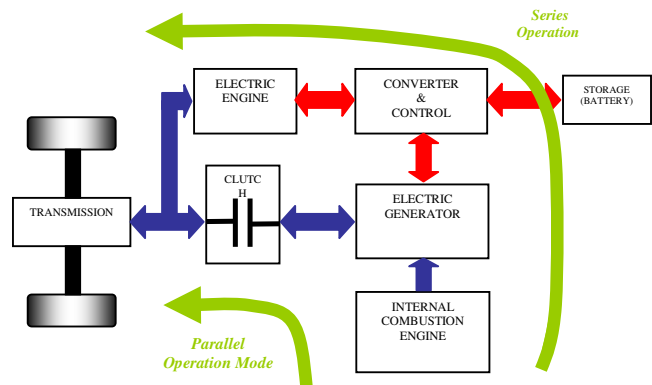 Series
Operation
ELECTRIC
ENGINE
CONVERTER
&
CONTROL
STORAGE
(BATTERY)
TRANSMISSION
CLUTC
H
ELECTRIC
GENERATOR
INTERNAL
COMBUSTION
ENGINE
Parallel
Operation Mode